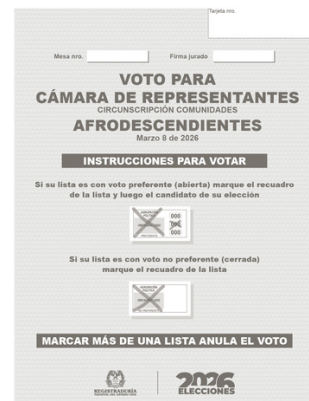 Tarjeta nro.
Mesa nro. Firma jurado
VOTO PARA
CÁMARA DE REPRESENTANTES
CIRCUNSCRIPCIÓN COMUNIDADES
AFRODESCENDIENTES
Marzo 8 de 2026
INSTRUCCIONES PARA VOTAR
Si su lista es con voto preferente (abierta) marque el recuadro
de la lista y luego el candidato de su elección
000
000
Si su lista es con voto no preferente (cerrada)
marque el recuadro de la lista
MARCAR MÁS DE UNA LISTA ANULA EL VOTO
REGISTRADURÍA
2026
ELECCIONES